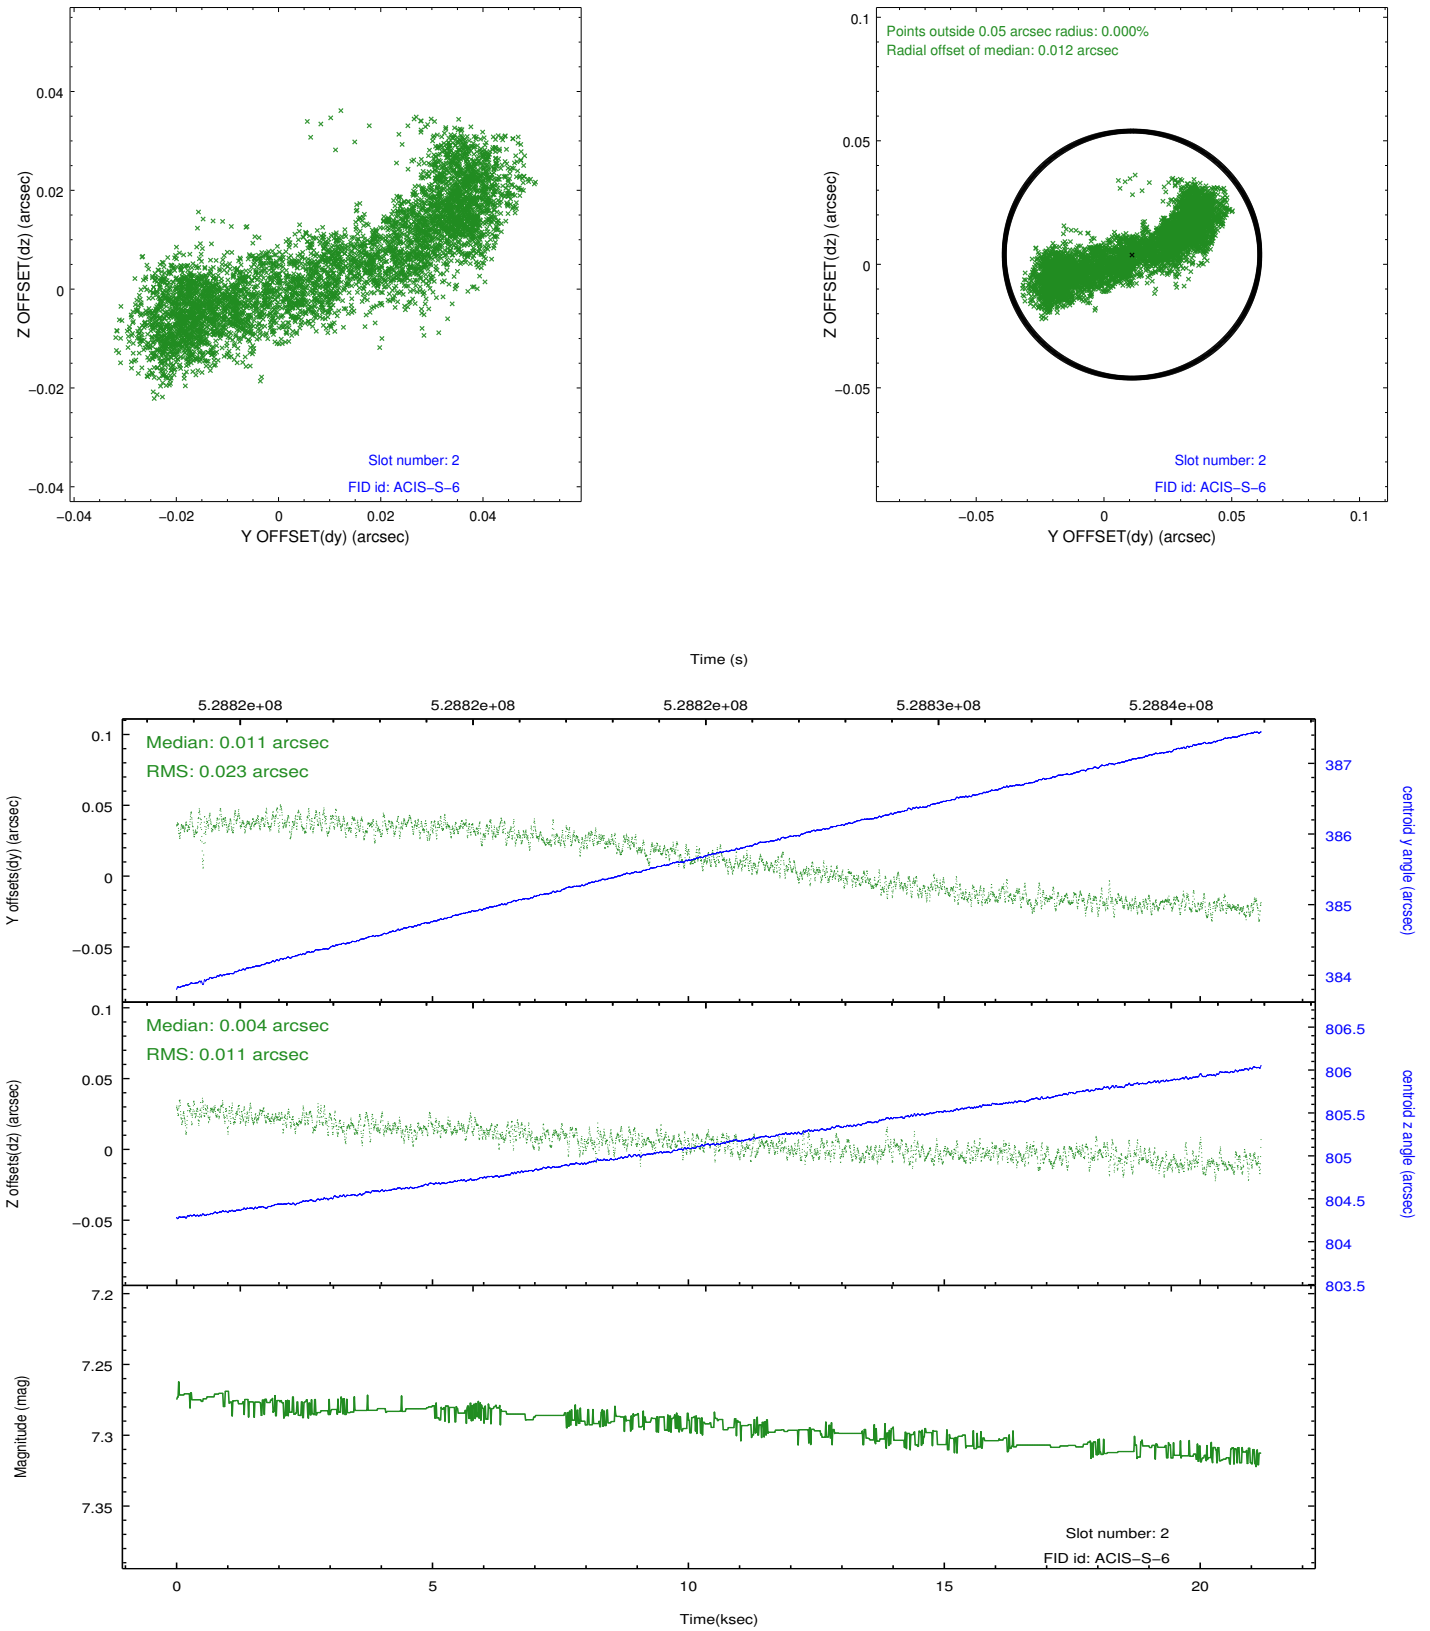 0.04
0.02
0
−0.02
−0.04
Z OFFSET(dz) (arcsec)
Slot number: 2
FID id: ACIS−S−6
−0.04
−0.02
0
0.02
0.04
Y OFFSET(dy) (arcsec)
Points outside 0.05 arcsec radius: 0.000%
Radial offset of median: 0.012 arcsec
0.1
0.05
0
−0.05
Z OFFSET(dz) (arcsec)
Slot number: 2
FID id: ACIS−S−6
−0.05
0
0.05
0.1
Y OFFSET(dy) (arcsec)
Time (s)
5.2882e+08
5.2882e+08
5.2882e+08
5.2883e+08
5.2884e+08
Median: 0.011 arcsec
RMS: 0.023 arcsec
0.1
0.05
0
−0.05
Y offsets(dy) (arcsec)
387
386
385
384
centroid y angle (arcsec)
Median: 0.004 arcsec
RMS: 0.011 arcsec
0.1
0.05
0
−0.05
Z offsets(dz) (arcsec)
806.5
806
805.5
805
804.5
804
803.5
centroid z angle (arcsec)
7.2
7.25
7.3
7.35
Magnitude (mag)
Slot number: 2
FID id: ACIS−S−6
0
5
10
15
20
Time(ksec)